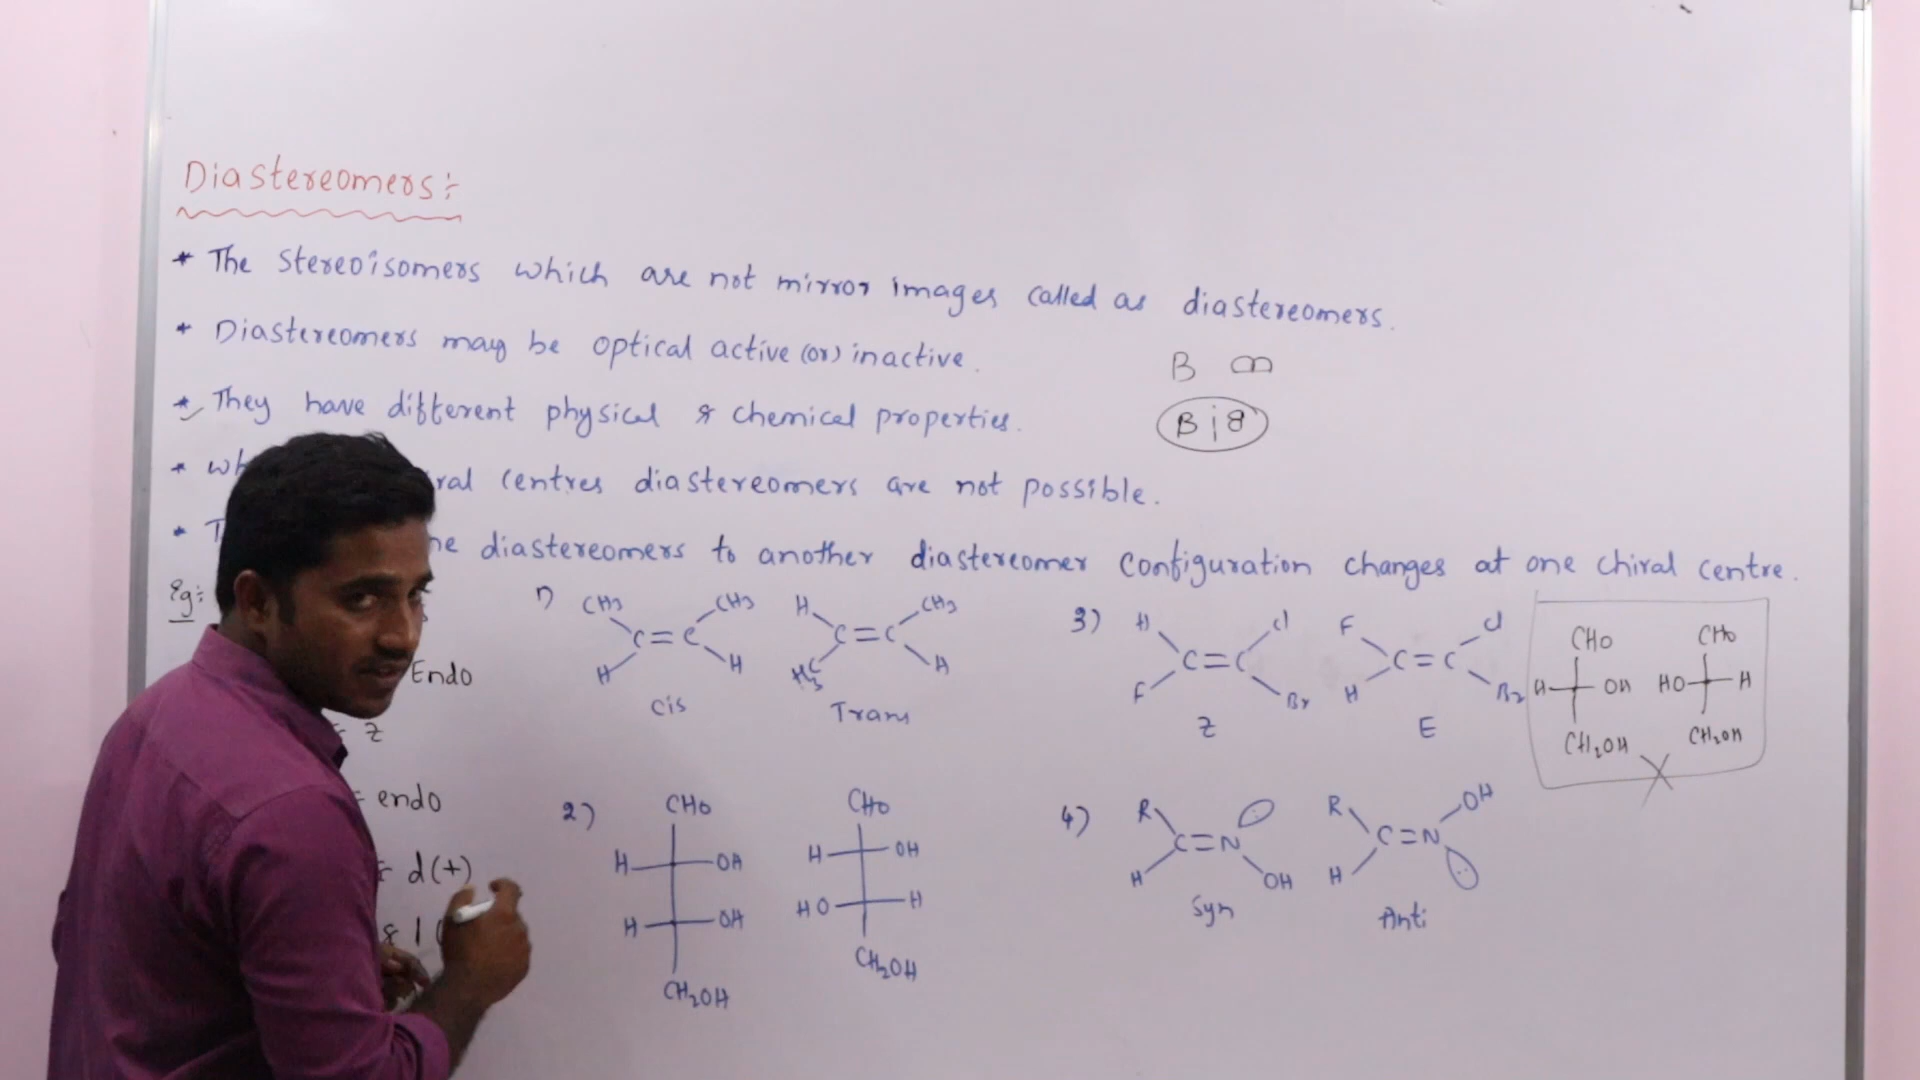 Diastereomers:-
* The stereoisomers which are not mirror images called as diastereomers.
* Diastereomers may be optical active (or) inactive.
B
B
* They have different physical & chemical properties.
* centres diastereomers are not possible.
* diastereomers to another diastereomer configuration changes at one chiral centre.
Eg:-
Endo
z
endo
d(+)
& l (
1)
CH3 CH3
C=C
H H
cis
H CH3
C=C
H3C H
Trans
3)
H Cl
C=C
F Br
Z
F Cl
C=C
H Br
E
CHO
H OH
CH2OH
CHO
HO H
CH2OH
X
2)
CHO
H OH
H OH
CH2OH
CHO
H OH
HO H
CH2OH
4)
R
C=N
H OH
Syn
R OH
C=N
H
Anti